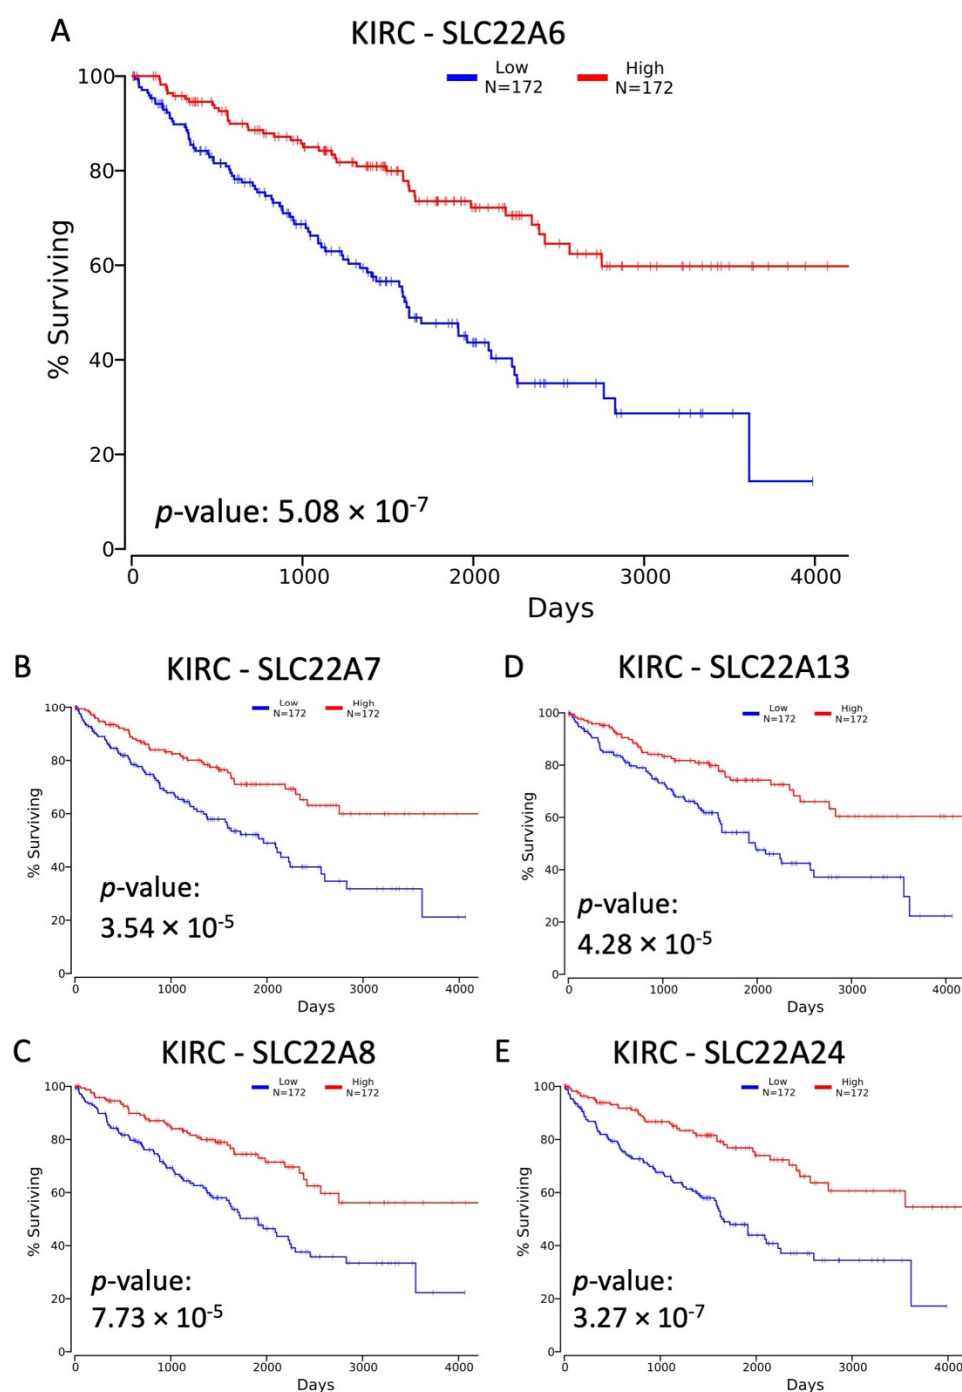 A
KIRC - SLC22A6
Low
N=172
High
N=172
100
80
60
40
20
0
% Surviving
p-value: 5.08 × 10⁻⁷
0 1000 2000 3000 4000
Days
B
KIRC - SLC22A7
Low
N=172
High
N=172
100
80
60
40
20
0
% Surviving
p-value:
3.54 × 10⁻⁵
0 1000 2000 3000 4000
Days
D
KIRC - SLC22A13
Low
N=172
High
N=172
100
80
60
40
20
0
% Surviving
p-value:
4.28 × 10⁻⁵
0 1000 2000 3000 4000
Days
C
KIRC - SLC22A8
Low
N=172
High
N=172
100
80
60
40
20
0
% Surviving
p-value:
7.73 × 10⁻⁵
0 1000 2000 3000 4000
Days
E
KIRC - SLC22A24
Low
N=172
High
N=172
100
80
60
40
20
0
% Surviving
p-value:
3.27 × 10⁻⁷
0 1000 2000 3000 4000
Days